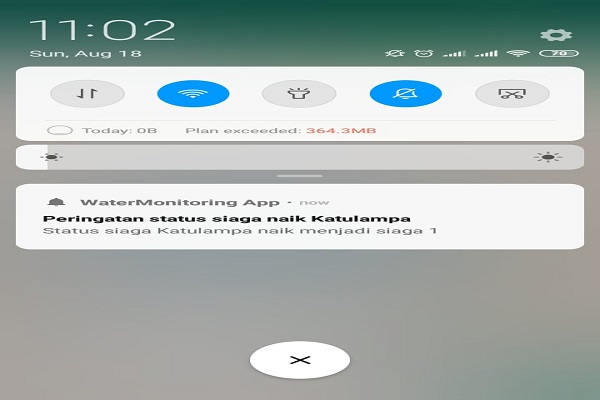 11:02
Sun, Aug 18
70
Today: 0B Plan exceeded: 364.3MB
WaterMonitoring App • now
Peringatan status siaga naik Katulampa
Status siaga Katulampa naik menjadi siaga 1